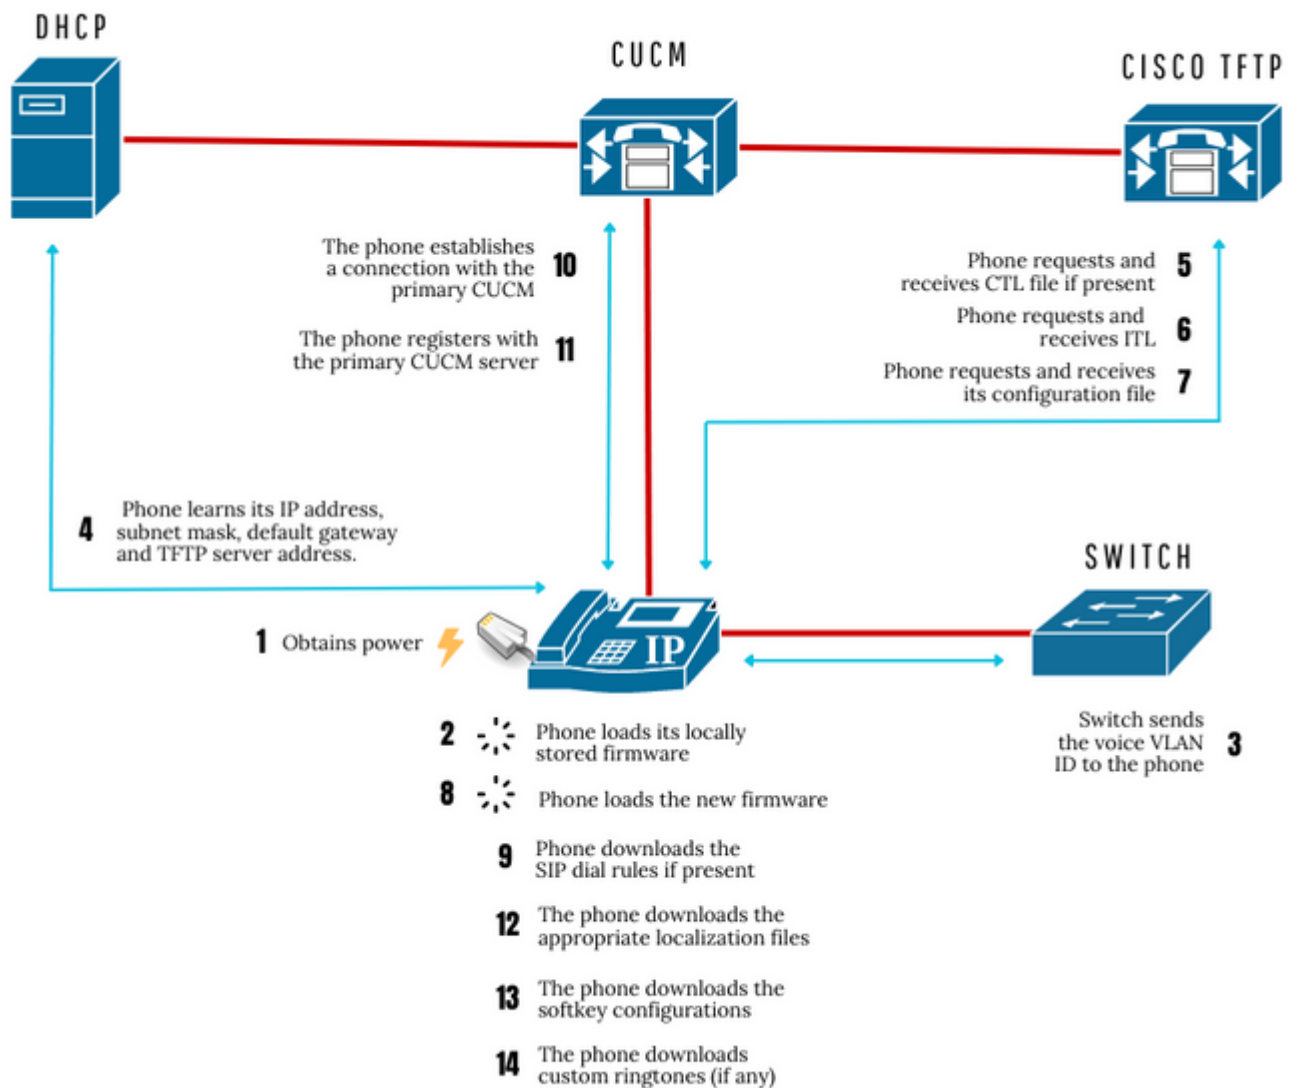 DHCP
CUCM
CISCO TFTP
The phone establishes
a connection with the
primary CUCM
10
The phone registers with
the primary CUCM server
11
Phone requests and
receives CTL file if present
5
Phone requests and
receives ITL
6
Phone requests and receives
its configuration file
7
4
Phone learns its IP address,
subnet mask, default gateway
and TFTP server address.
SWITCH
1 Obtains power
IP
2
Phone loads its locally
stored firmware
Switch sends
the voice VLAN
ID to the phone
3
8 Phone loads the new firmware
9
Phone downloads the
SIP dial rules if present
12
The phone downloads the
appropriate localization files
13
The phone downloads the
softkey configurations
14
The phone downloads
custom ringtones (if any)